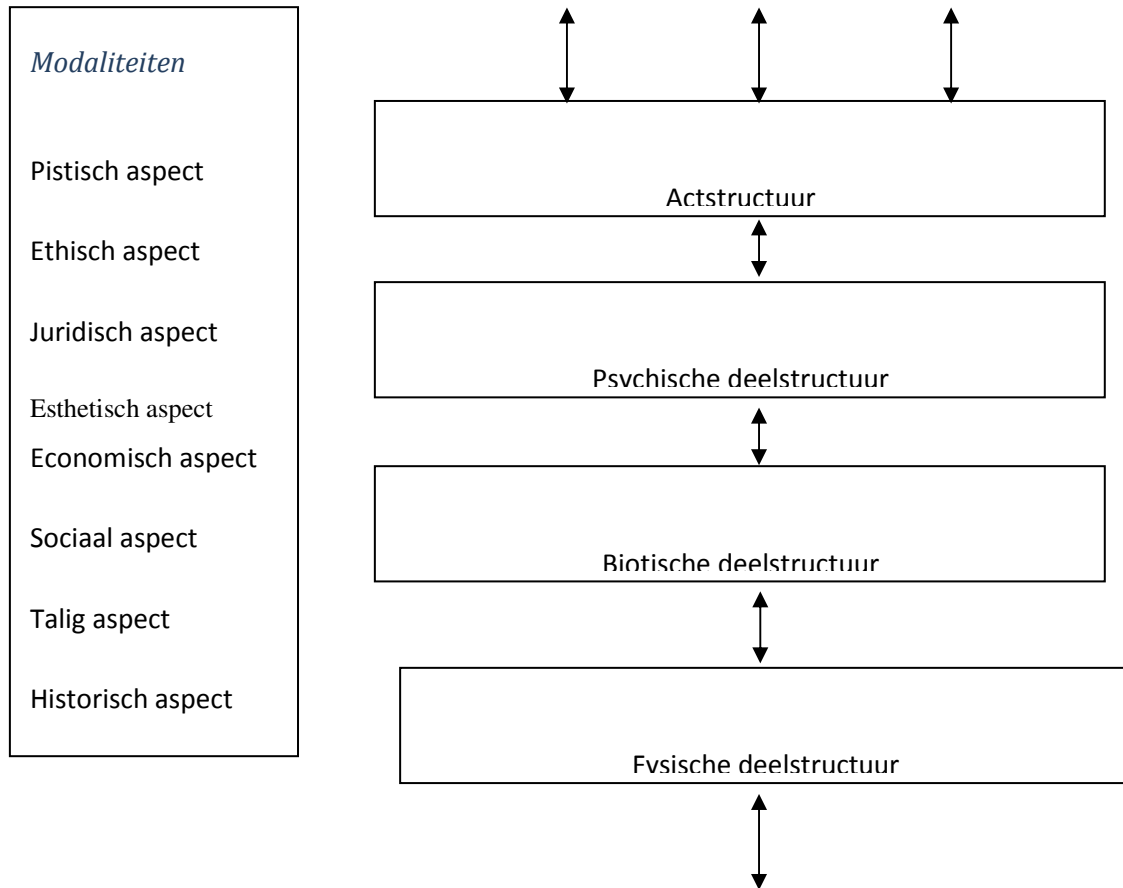 Modaliteiten
Pistisch aspect
Ethisch aspect
Juridisch aspect
Esthetisch aspect
Economisch aspect
Sociaal aspect
Talig aspect
Historisch aspect
Actstructuur
Psychische deelstructuur
Biotische deelstructuur
Fysische deelstructuur